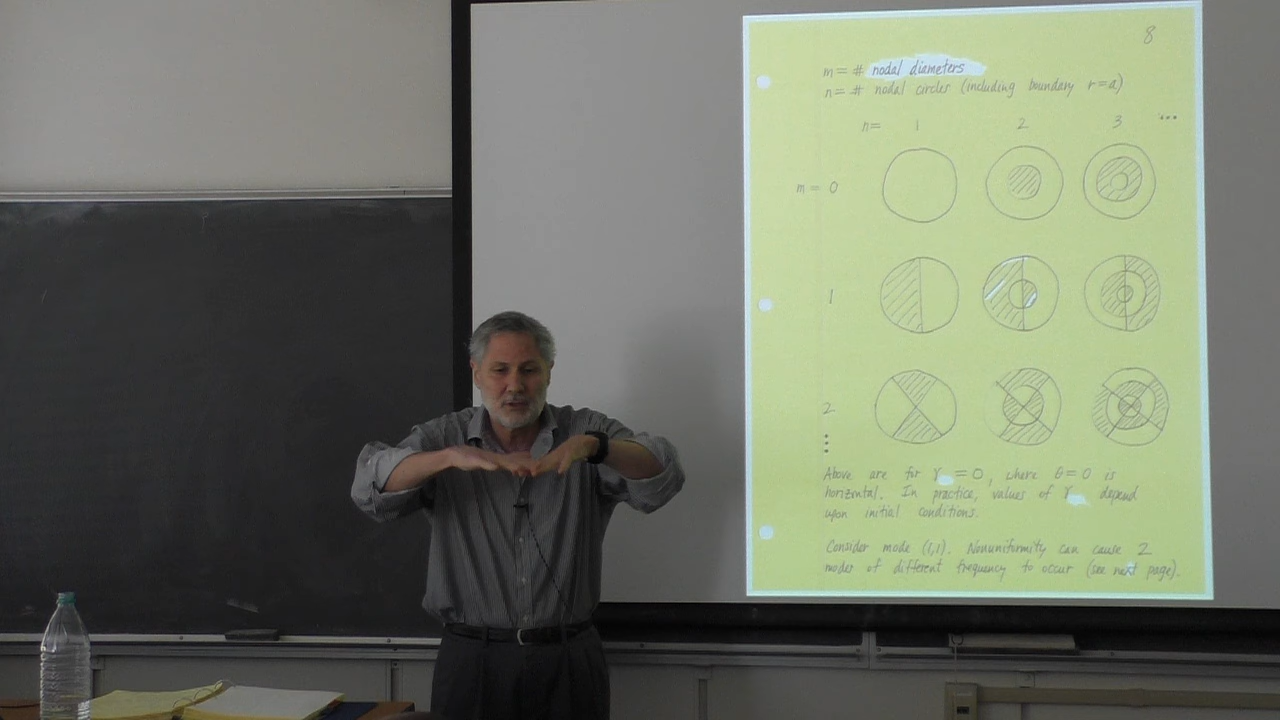 8
m = # nodal diameters
n = # nodal circles (including boundary r=a)
n= 1 2 3 ...
m = 0
1
2
Above are for γ = 0, where θ=0 is
horizontal. In practice, values of γ depend
upon initial conditions.
Consider mode (1,1). Nonuniformity can cause 2
modes of different frequency to occur (see next page).